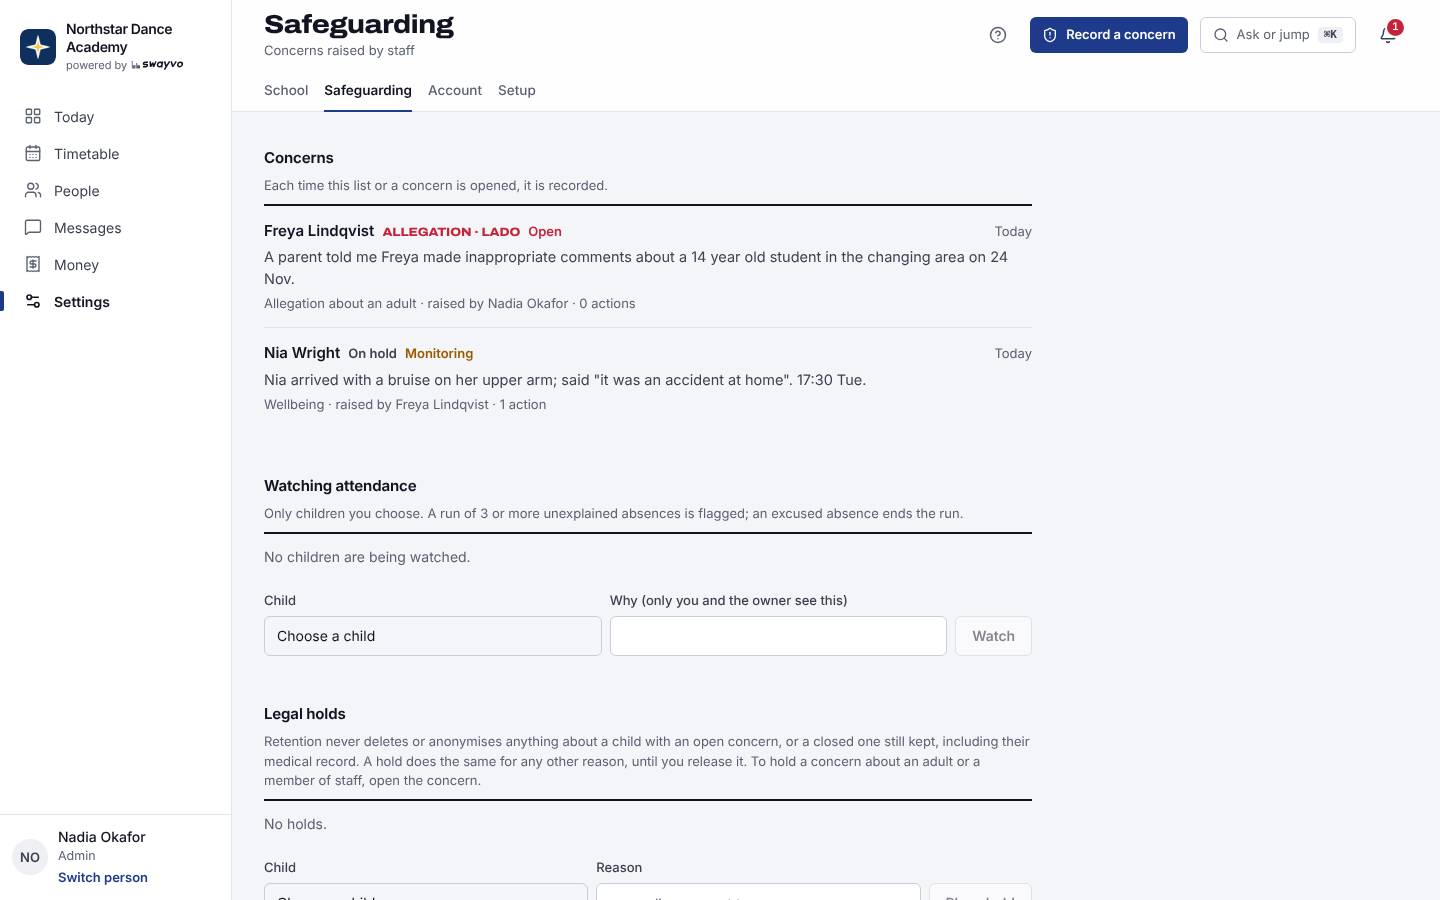 Northstar Dance
Academy
powered by swayvo
Today
Timetable
People
Messages
Money
Settings
Nadia Okafor
NO
Admin
Switch person
Safeguarding
Concerns raised by staff
Record a concern
Ask or jump ⌘K
1
School Safeguarding Account Setup
Concerns
Each time this list or a concern is opened, it is recorded.
Freya Lindqvist ALLEGATION · LADO Open Today
A parent told me Freya made inappropriate comments about a 14 year old student in the changing area on 24
Nov.
Allegation about an adult · raised by Nadia Okafor · 0 actions
Nia Wright On hold Monitoring Today
Nia arrived with a bruise on her upper arm; said "it was an accident at home". 17:30 Tue.
Wellbeing · raised by Freya Lindqvist · 1 action
Watching attendance
Only children you choose. A run of 3 or more unexplained absences is flagged; an excused absence ends the run.
No children are being watched.
Child Why (only you and the owner see this)
Choose a child Watch
Legal holds
Retention never deletes or anonymises anything about a child with an open concern, or a closed one still kept, including their
medical record. A hold does the same for any other reason, until you release it. To hold a concern about an adult or a
member of staff, open the concern.
No holds.
Child Reason